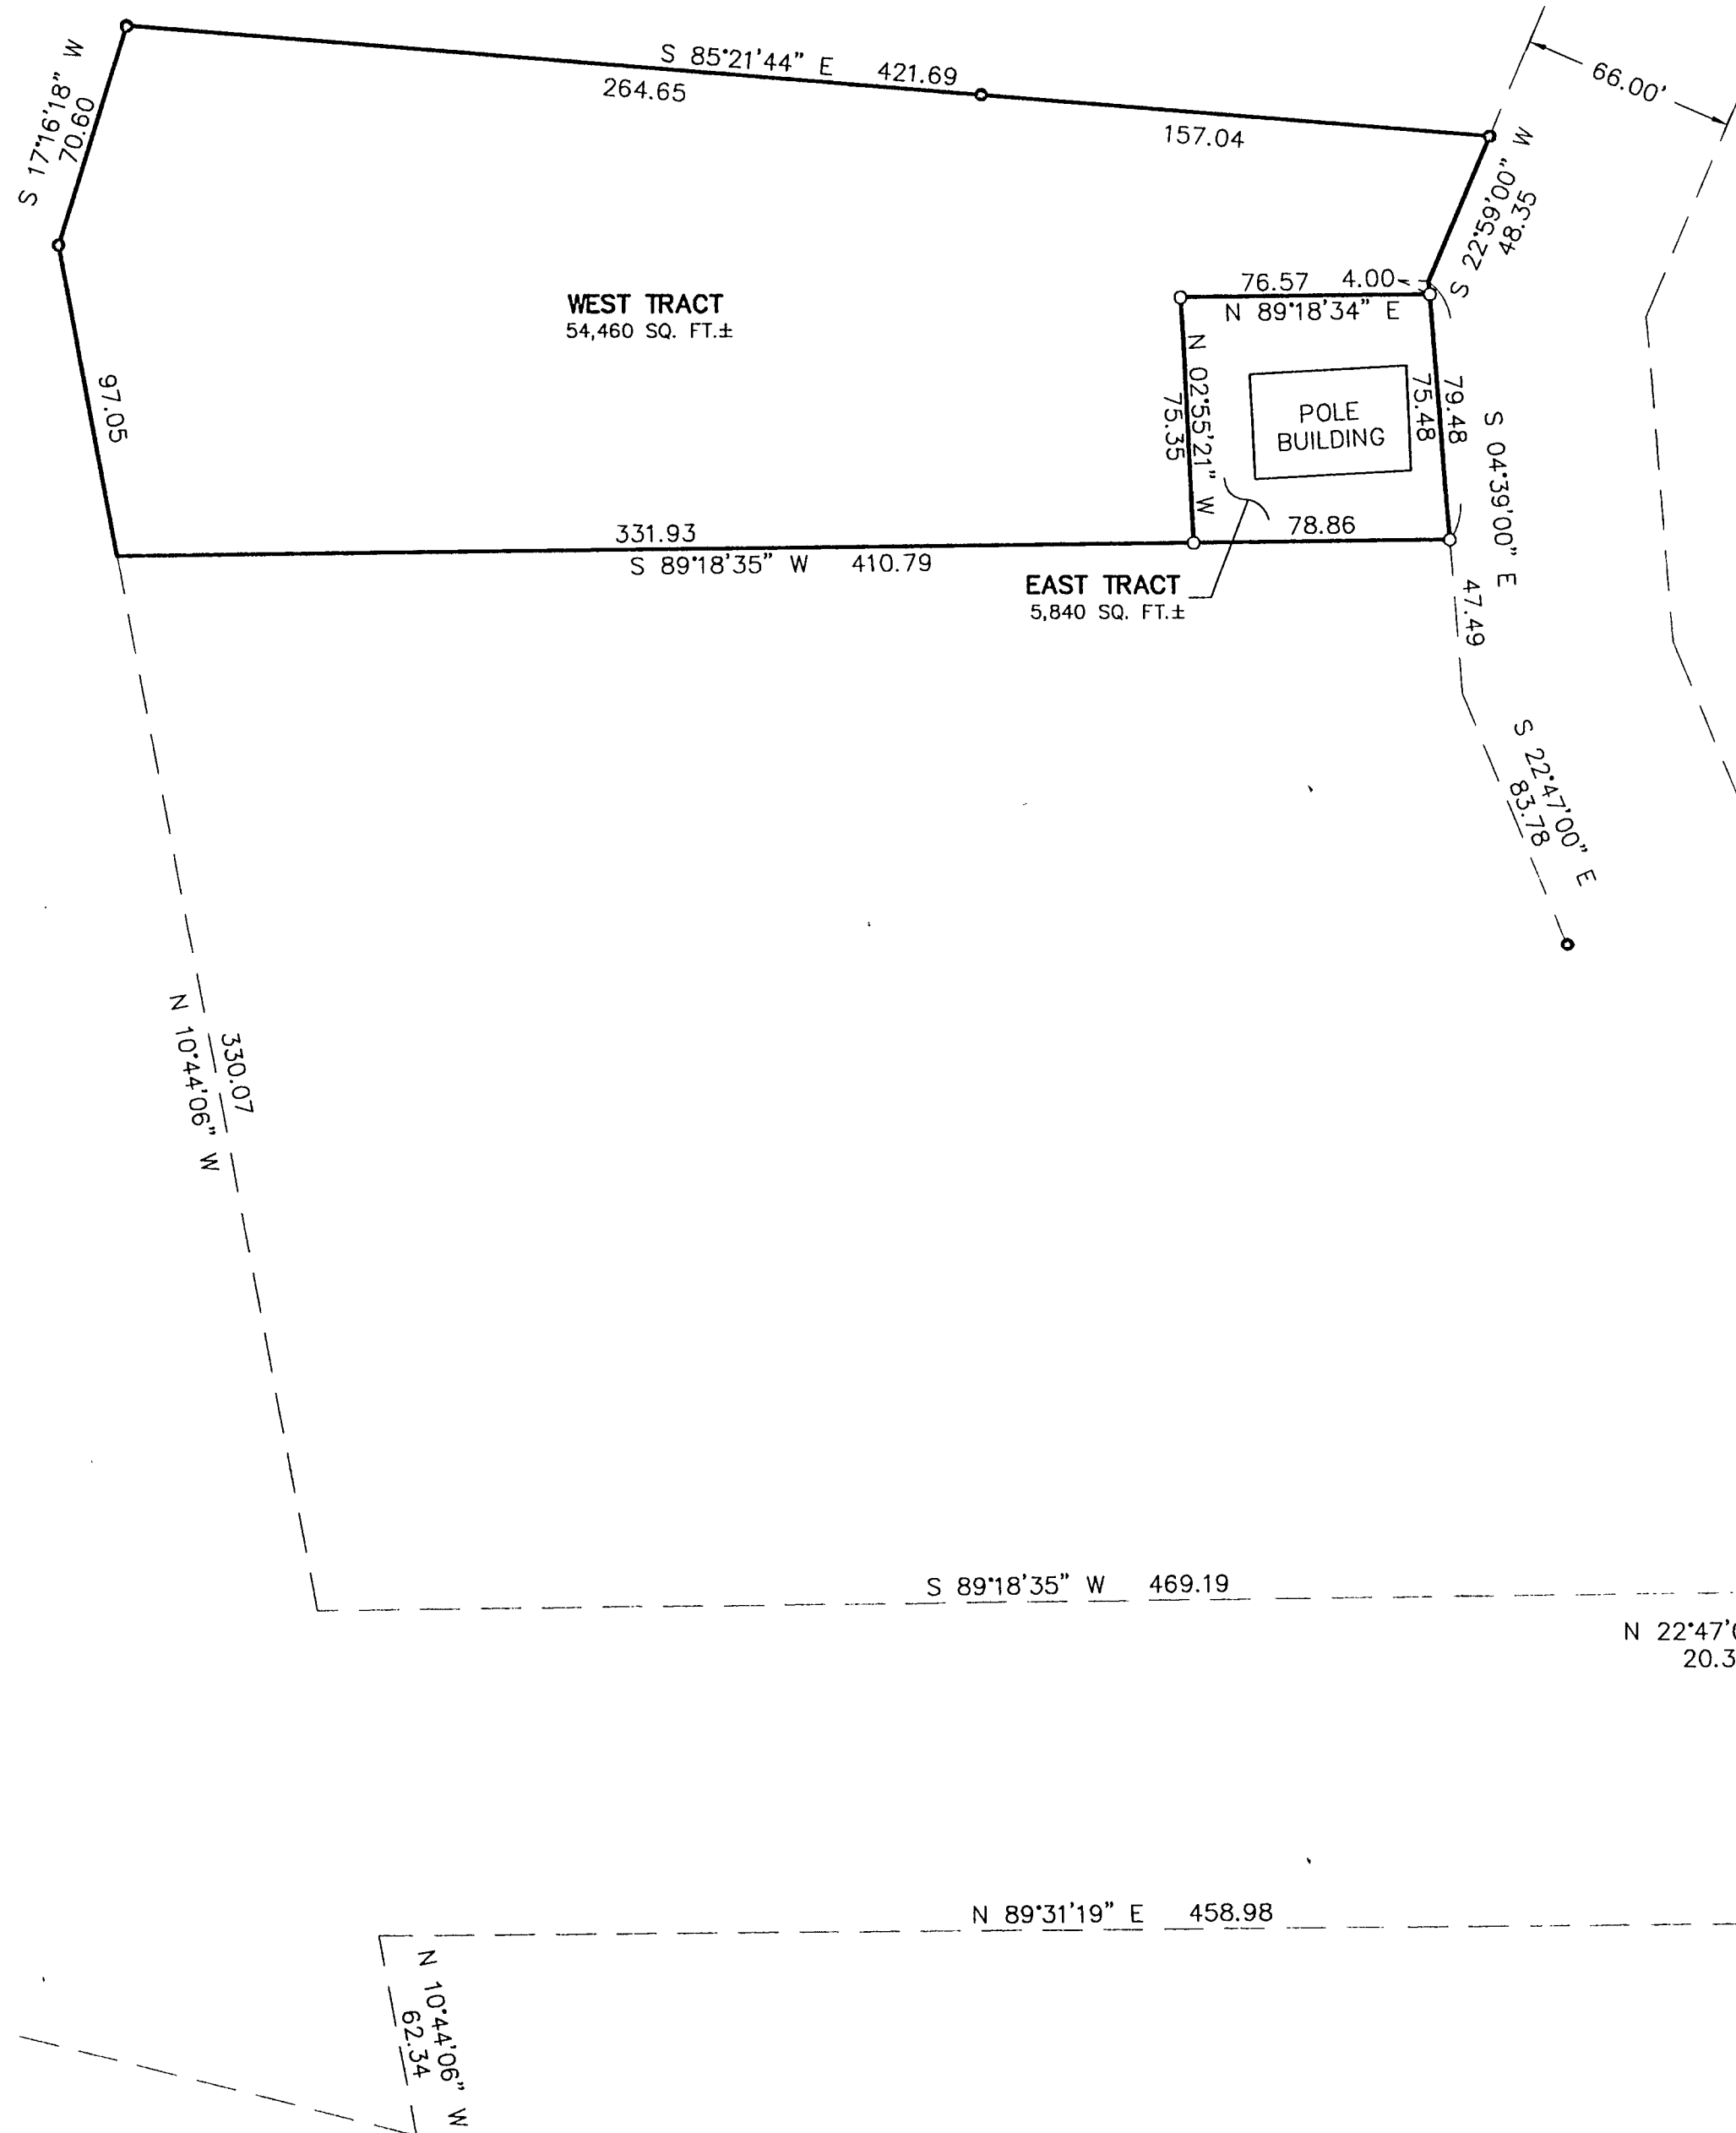 S 85°21'44" E 421.69
264.65
157.04
66.00'
S 17°16'18" W
70.60
S 22°59'00" W
48.35
WEST TRACT
54,460 SQ. FT.±
76.57 4.00
N 89°18'34" E
N 02°55'21" W
75.35
POLE
BUILDING
79.48
75.48
S 04°39'00" E
97.05
331.93
S 89°18'35" W 410.79
78.86
EAST TRACT
5,840 SQ. FT.±
47.49
S 22°47'00" E
83.78
330.07
N 10°44'06" W
S 89°18'35" W 469.19
N 22°47'
20.3
N 89°31'19" E 458.98
N 10°44'06" W
62.34